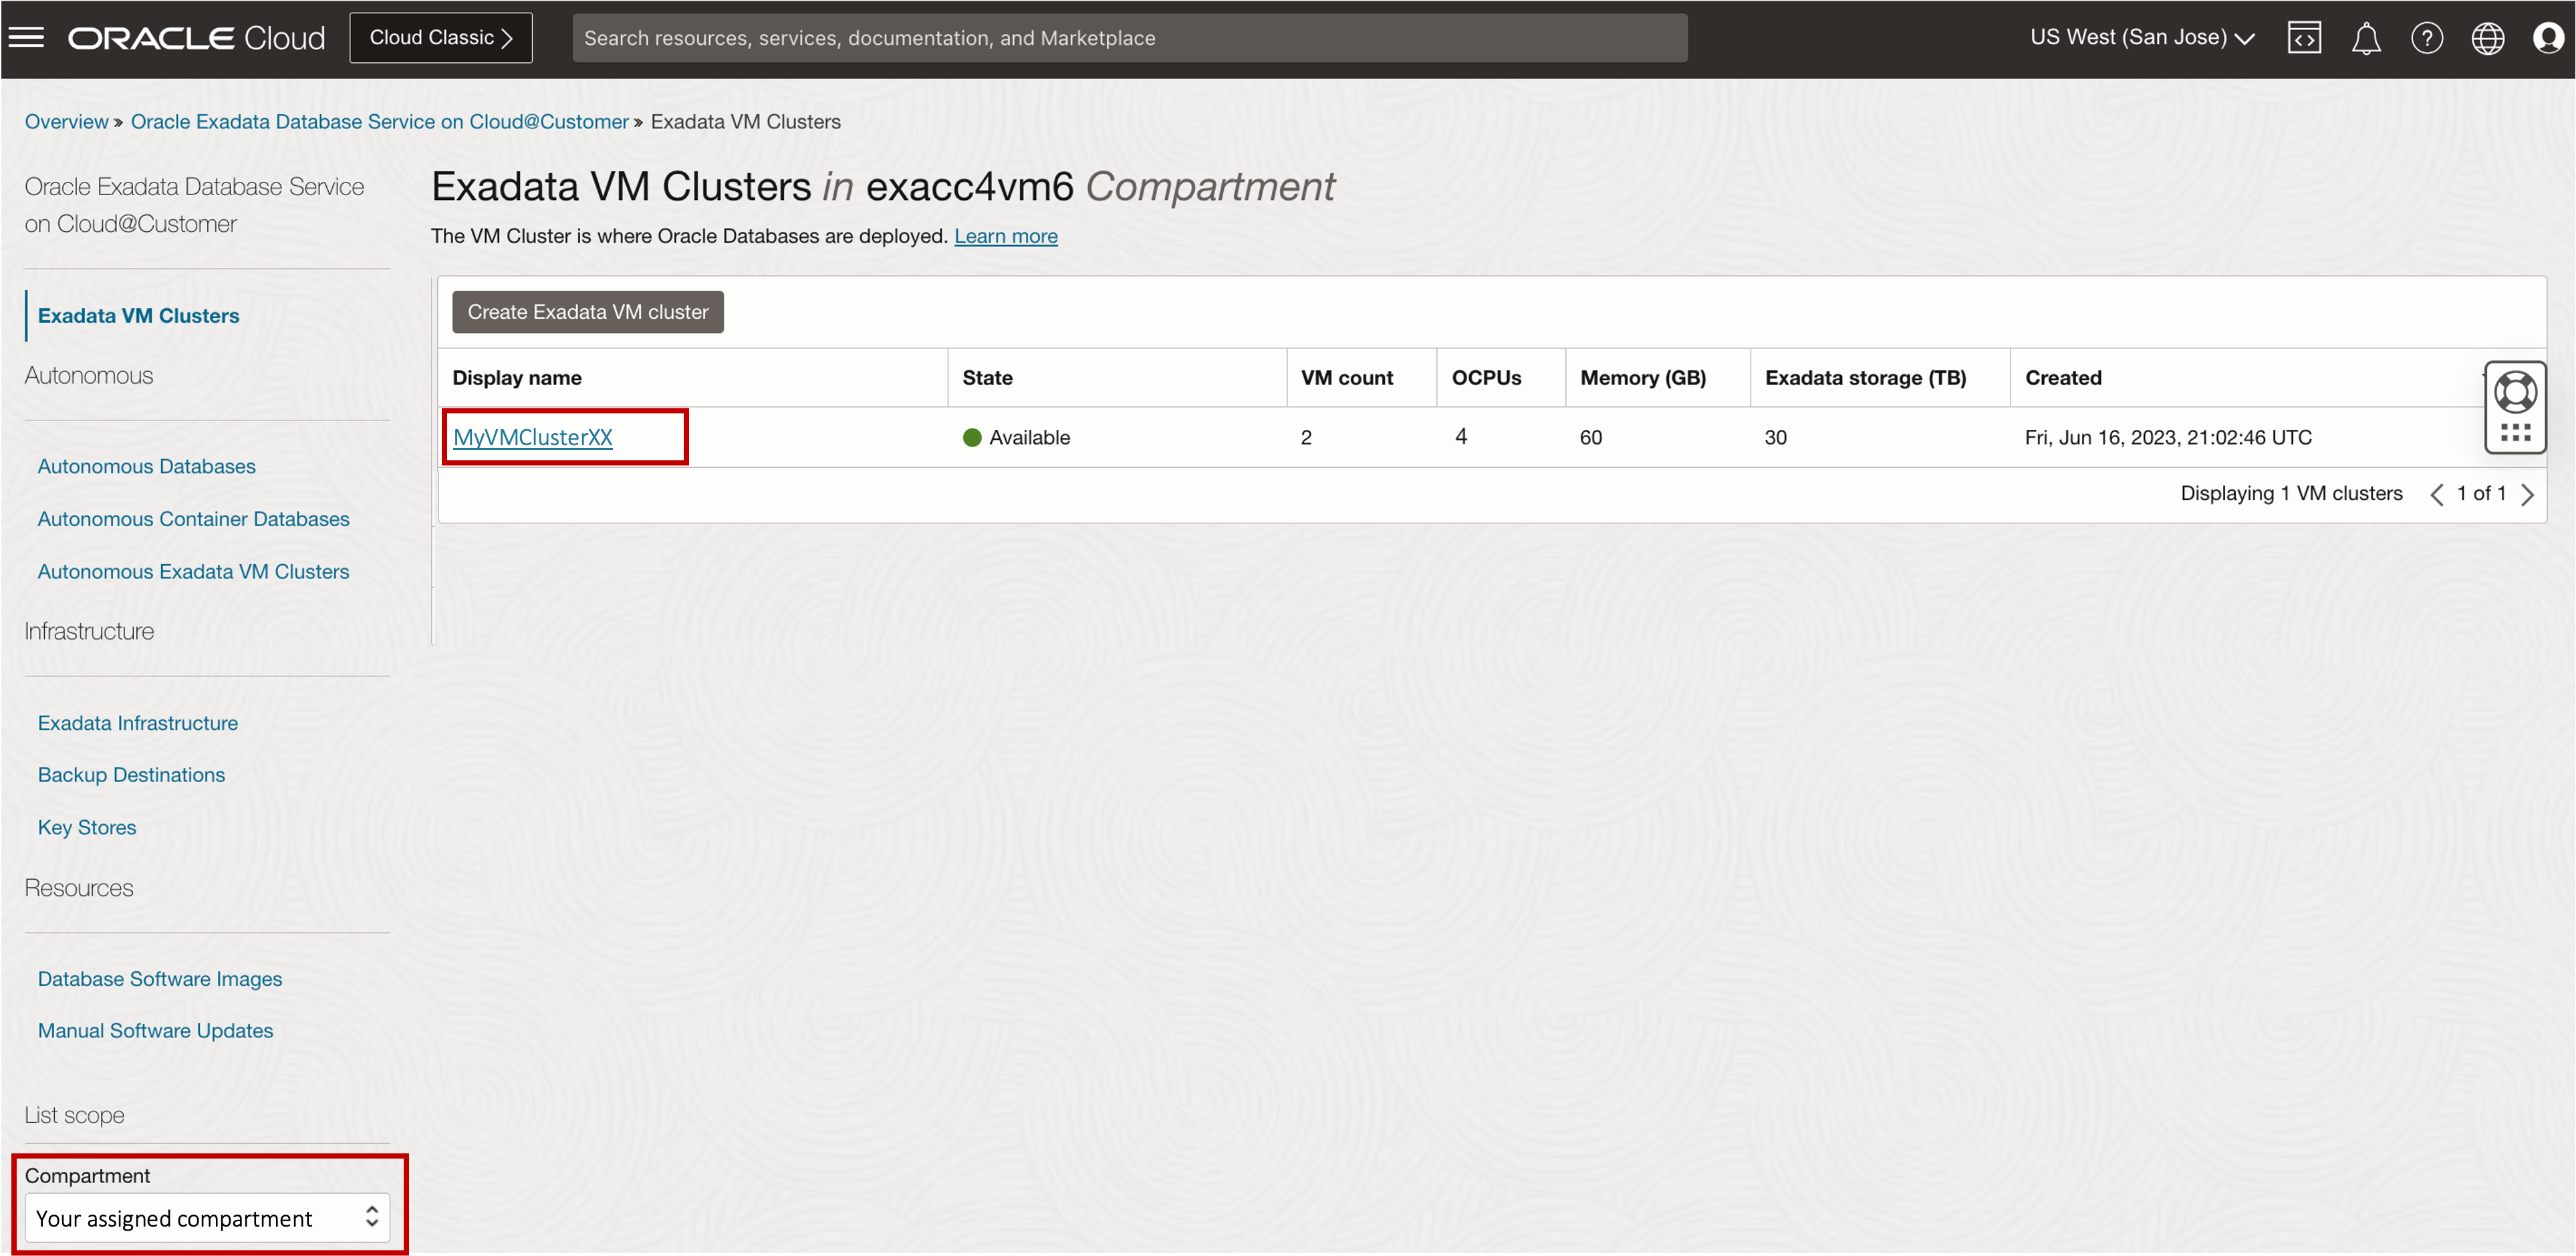 ORACLE Cloud
Cloud Classic
Search resources, services, documentation, and Marketplace
US West (San Jose)
Overview » Oracle Exadata Database Service on Cloud@Customer » Exadata VM Clusters
Oracle Exadata Database Service
on Cloud@Customer
Exadata VM Clusters
Autonomous
Autonomous Databases
Autonomous Container Databases
Autonomous Exadata VM Clusters
Infrastructure
Exadata Infrastructure
Backup Destinations
Key Stores
Resources
Database Software Images
Manual Software Updates
List scope
Compartment
Your assigned compartment
Exadata VM Clusters in exacc4vm6 Compartment
The VM Cluster is where Oracle Databases are deployed. Learn more
Create Exadata VM cluster
Display name State VM count OCPUs Memory (GB) Exadata storage (TB) Created
MyVMClusterXX Available 2 4 60 30 Fri, Jun 16, 2023, 21:02:46 UTC
Displaying 1 VM clusters 1 of 1